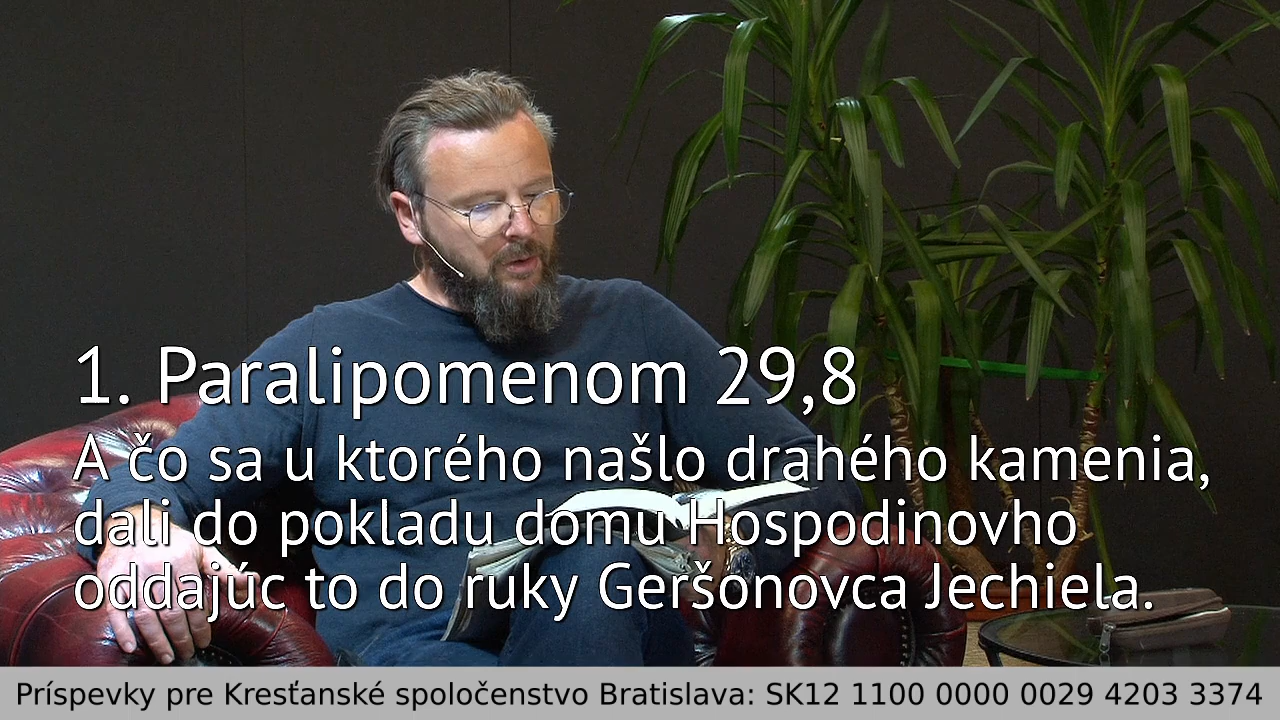 1. Paralipomenom 29,8
A čo sa u ktorého našlo drahého kamenia,
dali do pokladu domu Hospodinovho
oddajúc to do ruky Geršonovca Jechiela.
Príspevky pre Kresťanské spoločenstvo Bratislava: SK12 1100 0000 0029 4203 3374